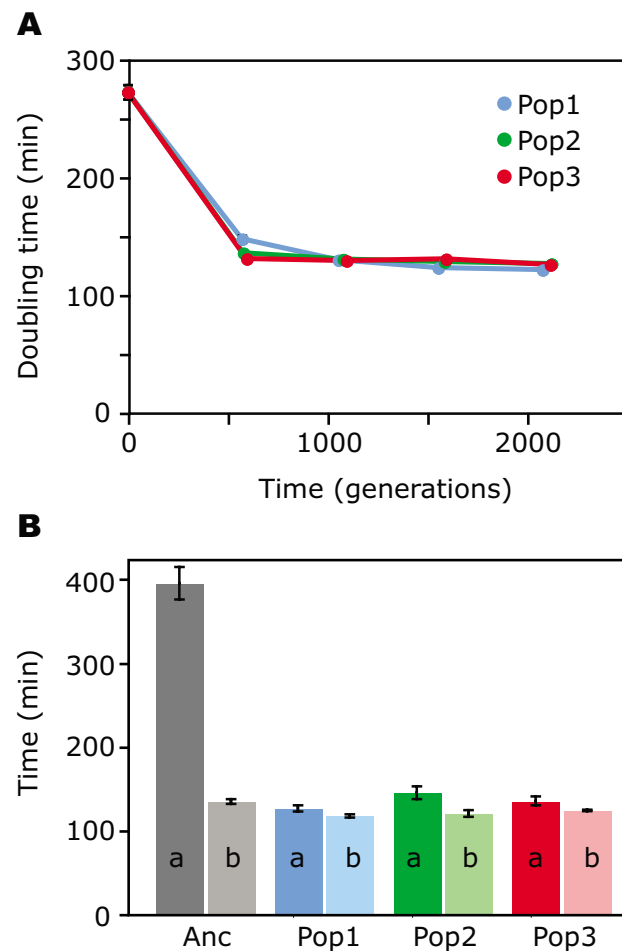 A
300
200
100
0
Doubling time (min)
Pop1
Pop2
Pop3
0 1000 2000
Time (generations)
B
400
300
200
100
0
Time (min)
a b a b a b a b
Anc Pop1 Pop2 Pop3